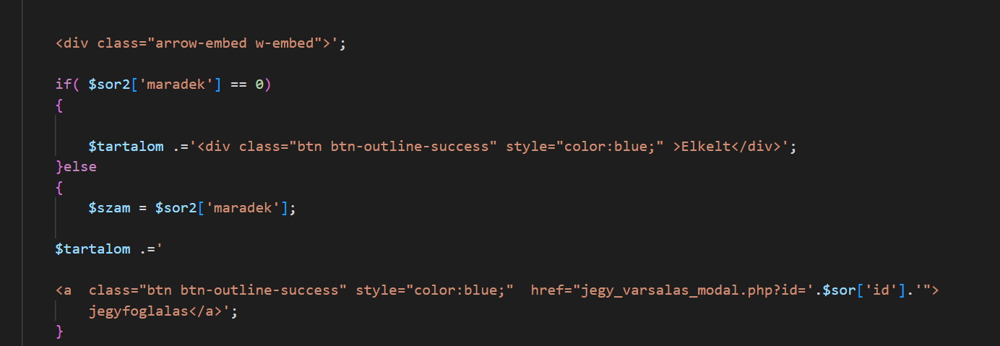 <div class="arrow-embed w-embed">';
if( $sor2['maradek'] == 0)
{
$tartalom .='<div class="btn btn-outline-success" style="color:blue;" >Elkelt</div>';
}else
{
$szam = $sor2['maradek'];
$tartalom .='
<a  class="btn btn-outline-success" style="color:blue;"  href="jegy_varsalas_modal.php?id='.$sor['id'].'">
jegyfoglalas</a>';
}